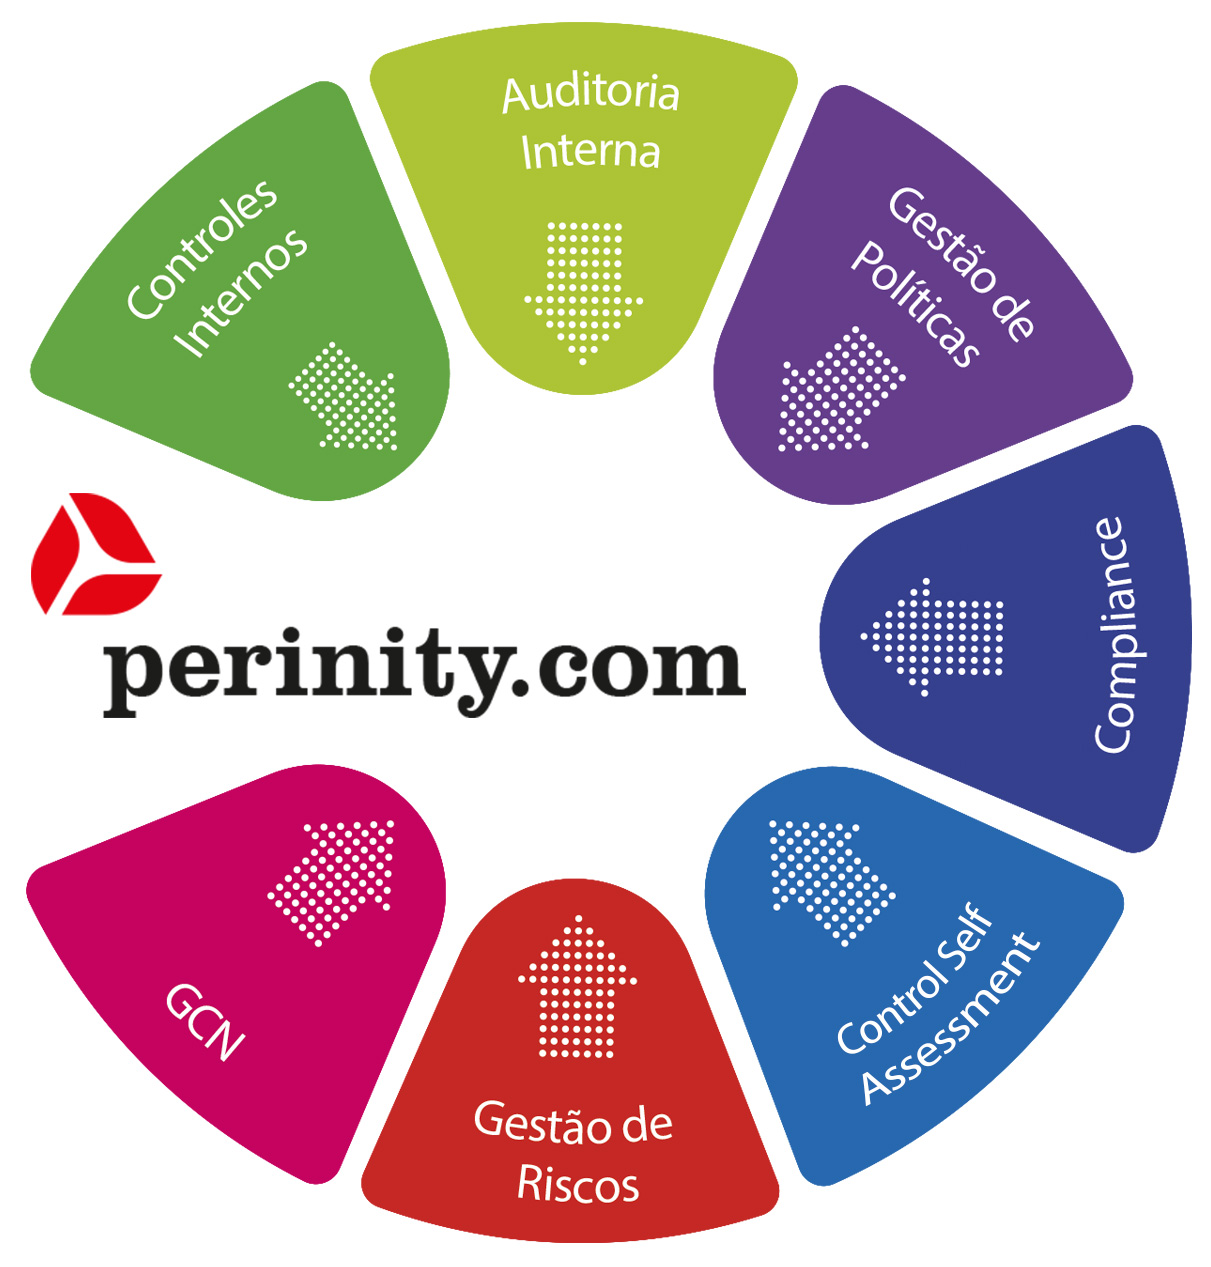 Auditoria
Interna
Gestão de
Políticas
Compliance
Control Self
Assessment
Gestão de
Riscos
GCN
Controles
Internos
perinity.com